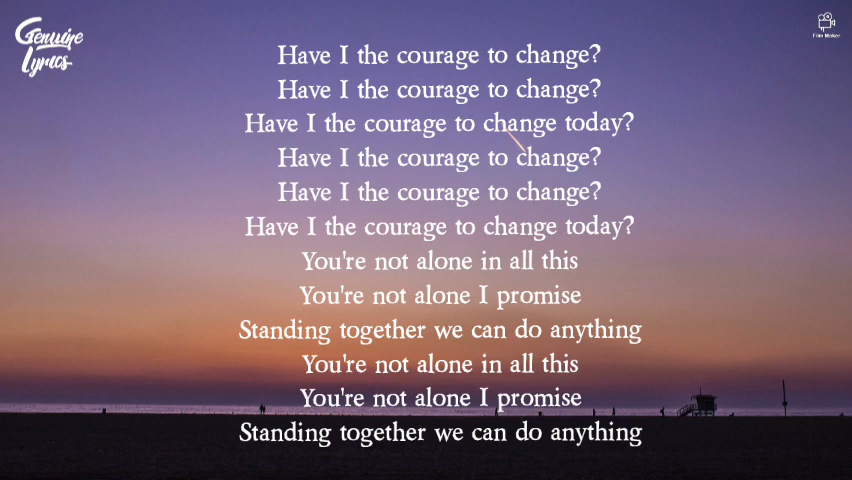 Genuine
Lyrics
Film Maker
Have I the courage to change?
Have I the courage to change?
Have I the courage to change today?
Have I the courage to change?
Have I the courage to change?
Have I the courage to change today?
You're not alone in all this
You're not alone I promise
Standing together we can do anything
You're not alone in all this
You're not alone I promise
Standing together we can do anything